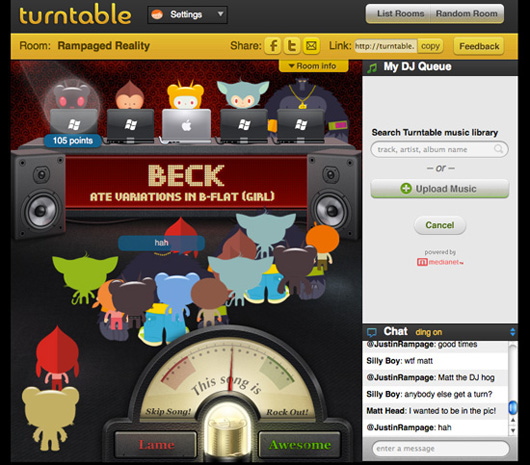 turntable
Settings
List Rooms
Random Room
Room: Rampaged Reality
Share:
Link: http://turntable.
copy
Feedback
Room info
My DJ Queue
105 points
Search Turntable music library
track, artist, album name
– or –
Upload Music
Cancel
powered by
medianet
BECK
ATE VARIATIONS IN B-FLAT (GIRL)
hah
This song is
Skip Song!
Rock Out!
Lame
Awesome
Chat
ding on
@JustinRampage: good times
Silly Boy: wtf matt
@JustinRampage: Matt the DJ hog
Silly Boy: anybody else get a turn?
Matt Head: I wanted to be in the pic!
@JustinRampage: hah
enter a message